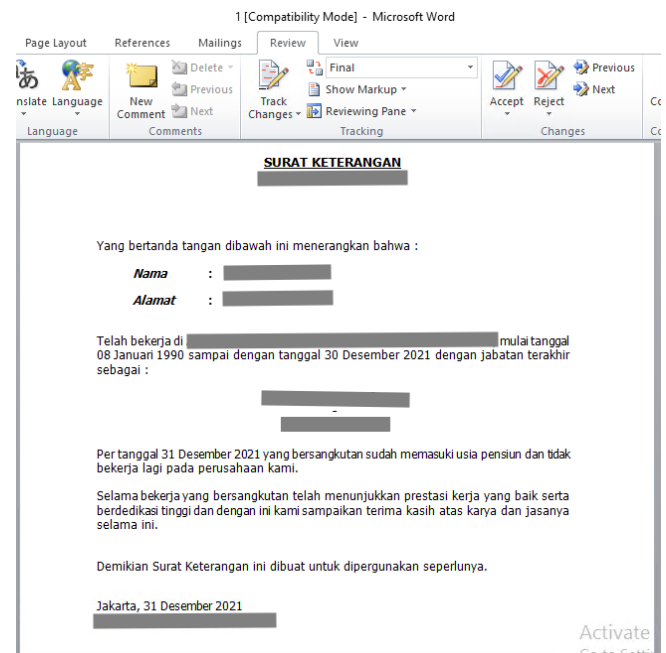 1 [Compatibility Mode] - Microsoft Word
Page Layout References Mailings Review View
Delete Final Previous
Previous Show Markup Next
nslate Language New Comment Next Track Changes Reviewing Pane Accept Reject
Language Comments Tracking Changes
SURAT KETERANGAN
Yang bertanda tangan dibawah ini menerangkan bahwa :
Nama :
Alamat :
Telah bekerja di mulai tanggal
08 Januari 1990 sampai dengan tanggal 30 Desember 2021 dengan jabatan terakhir
sebagai :
-
Per tanggal 31 Desember 2021 yang bersangkutan sudah memasuki usia pensiun dan tidak
bekerja lagi pada perusahaan kami.
Selama bekerja yang bersangkutan telah menunjukkan prestasi kerja yang baik serta
berdedikasi tinggi dan dengan ini kami sampaikan terima kasih atas karya dan jasanya
selama ini.
Demikian Surat Keterangan ini dibuat untuk dipergunakan seperlunya.
Jakarta, 31 Desember 2021
Activate